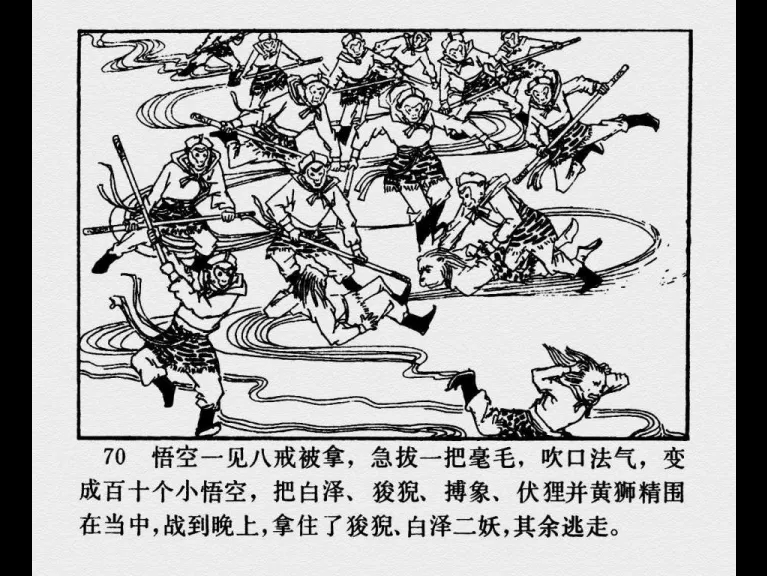 70 悟空一见八戒被拿，急拔一把毫毛，吹口法气，变
成百十个小悟空，把白泽、狻猊、搏象、伏狸并黄狮精围
在当中，战到晚上，拿住了狻猊、白泽二妖，其余逃走。